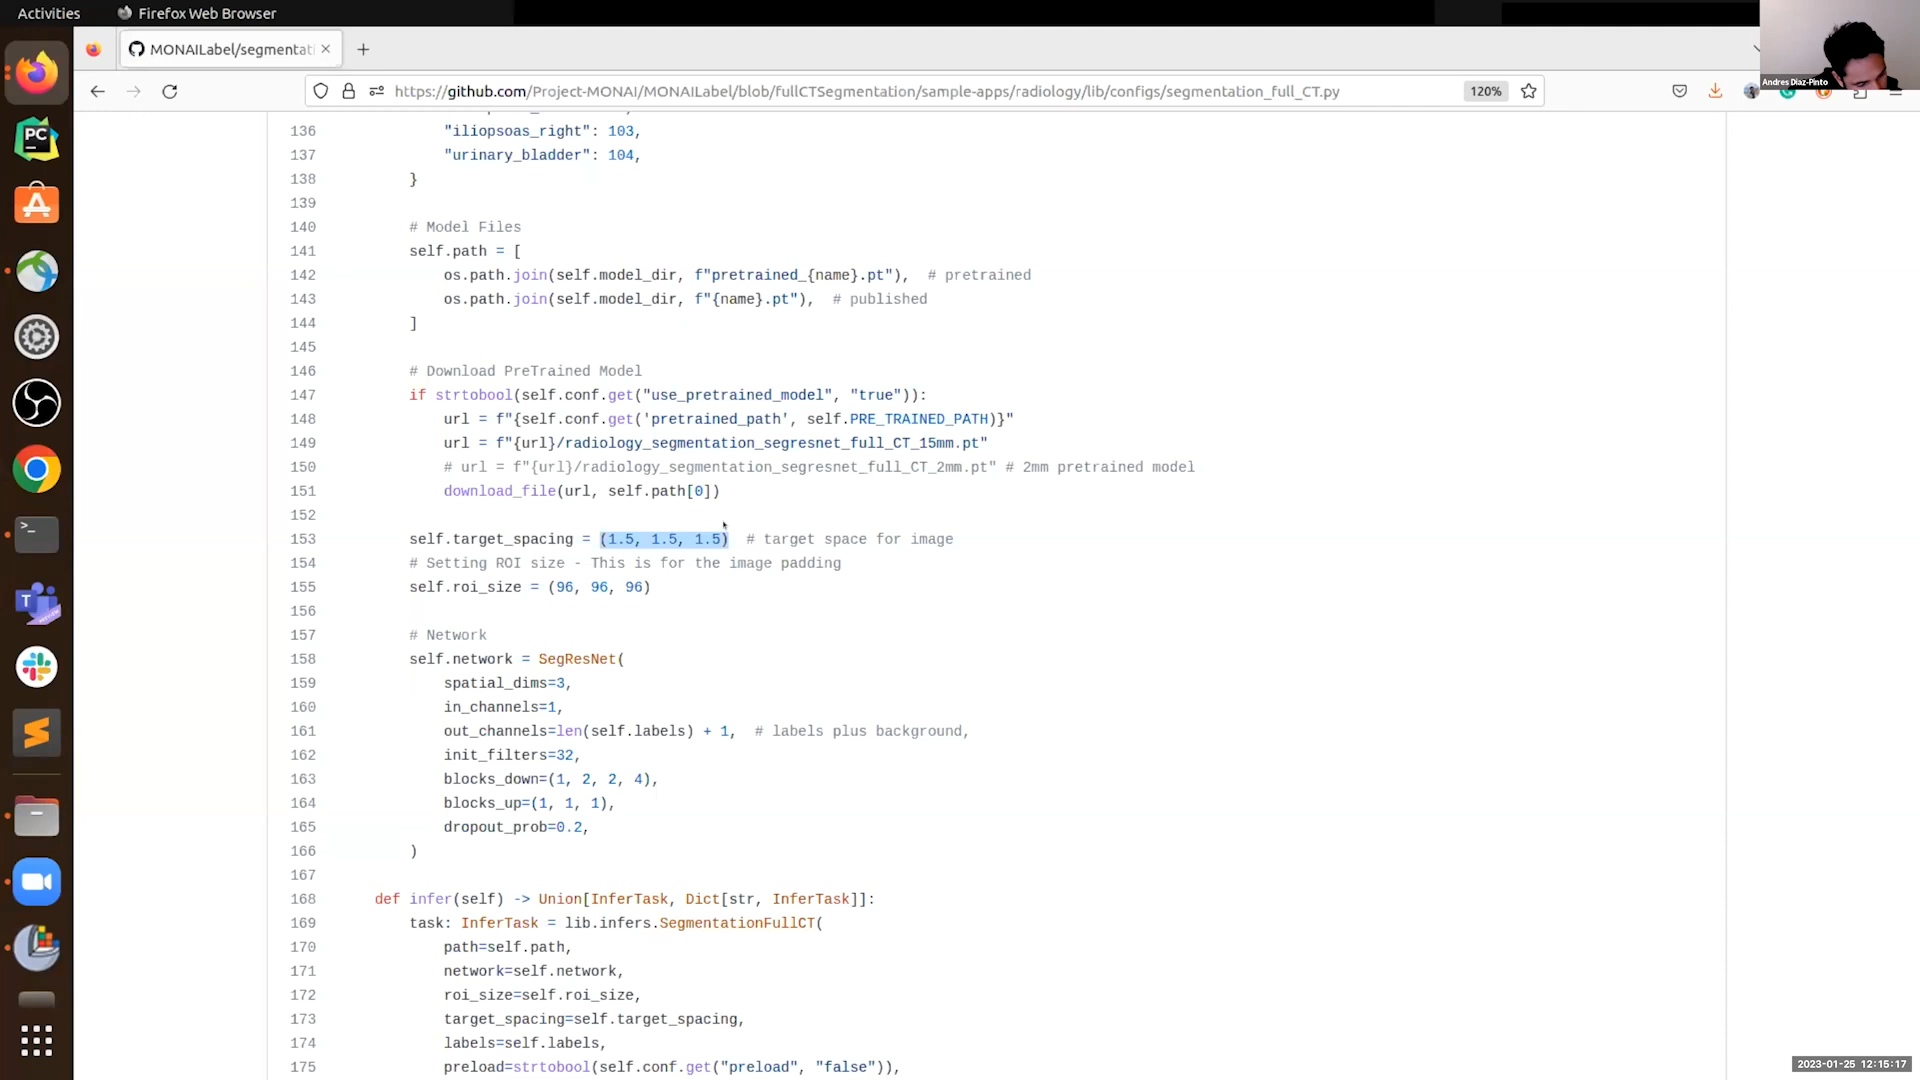 Activities
Firefox Web Browser
MONAILabel/segmentat
Andres Diaz-Pinto
https://github.com/Project-MONAI/MONAILabel/blob/fullCTSegmentation/sample-apps/radiology/lib/configs/segmentation_full_CT.py
120%
136 "iliopsoas_right": 103,
137 "urinary_bladder": 104,
138 }
139
140 # Model Files
141 self.path = [
142 os.path.join(self.model_dir, f"pretrained_{name}.pt"), # pretrained
143 os.path.join(self.model_dir, f"{name}.pt"), # published
144 ]
145
146 # Download PreTrained Model
147 if strtobool(self.conf.get("use_pretrained_model", "true")):
148 url = f"{self.conf.get('pretrained_path', self.PRE_TRAINED_PATH)}"
149 url = f"{url}/radiology_segmentation_segresnet_full_CT_15mm.pt"
150 # url = f"{url}/radiology_segmentation_segresnet_full_CT_2mm.pt" # 2mm pretrained model
151 download_file(url, self.path[0])
152
153 self.target_spacing = (1.5, 1.5, 1.5) # target space for image
154 # Setting ROI size - This is for the image padding
155 self.roi_size = (96, 96, 96)
156
157 # Network
158 self.network = SegResNet(
159 spatial_dims=3,
160 in_channels=1,
161 out_channels=len(self.labels) + 1, # labels plus background,
162 init_filters=32,
163 blocks_down=(1, 2, 2, 4),
164 blocks_up=(1, 1, 1),
165 dropout_prob=0.2,
166 )
167
168 def infer(self) -> Union[InferTask, Dict[str, InferTask]]:
169 task: InferTask = lib.infers.SegmentationFullCT(
170 path=self.path,
171 network=self.network,
172 roi_size=self.roi_size,
173 target_spacing=self.target_spacing,
174 labels=self.labels,
175 preload=strtobool(self.conf.get("preload", "false")),
2023-01-25 12:15:17